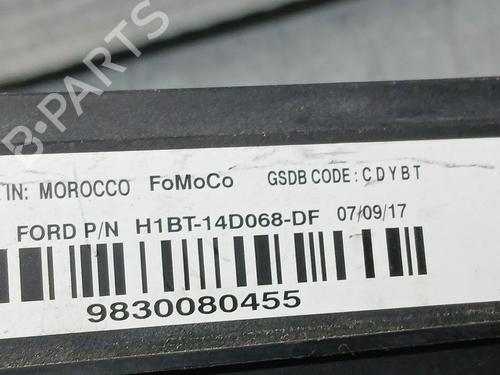 B-PARTS
IN: MOROCCO FoMoCo GSDB CODE: CDYBT
FORD P/N H1BT-14D068-DF 07/09/17
9830080455